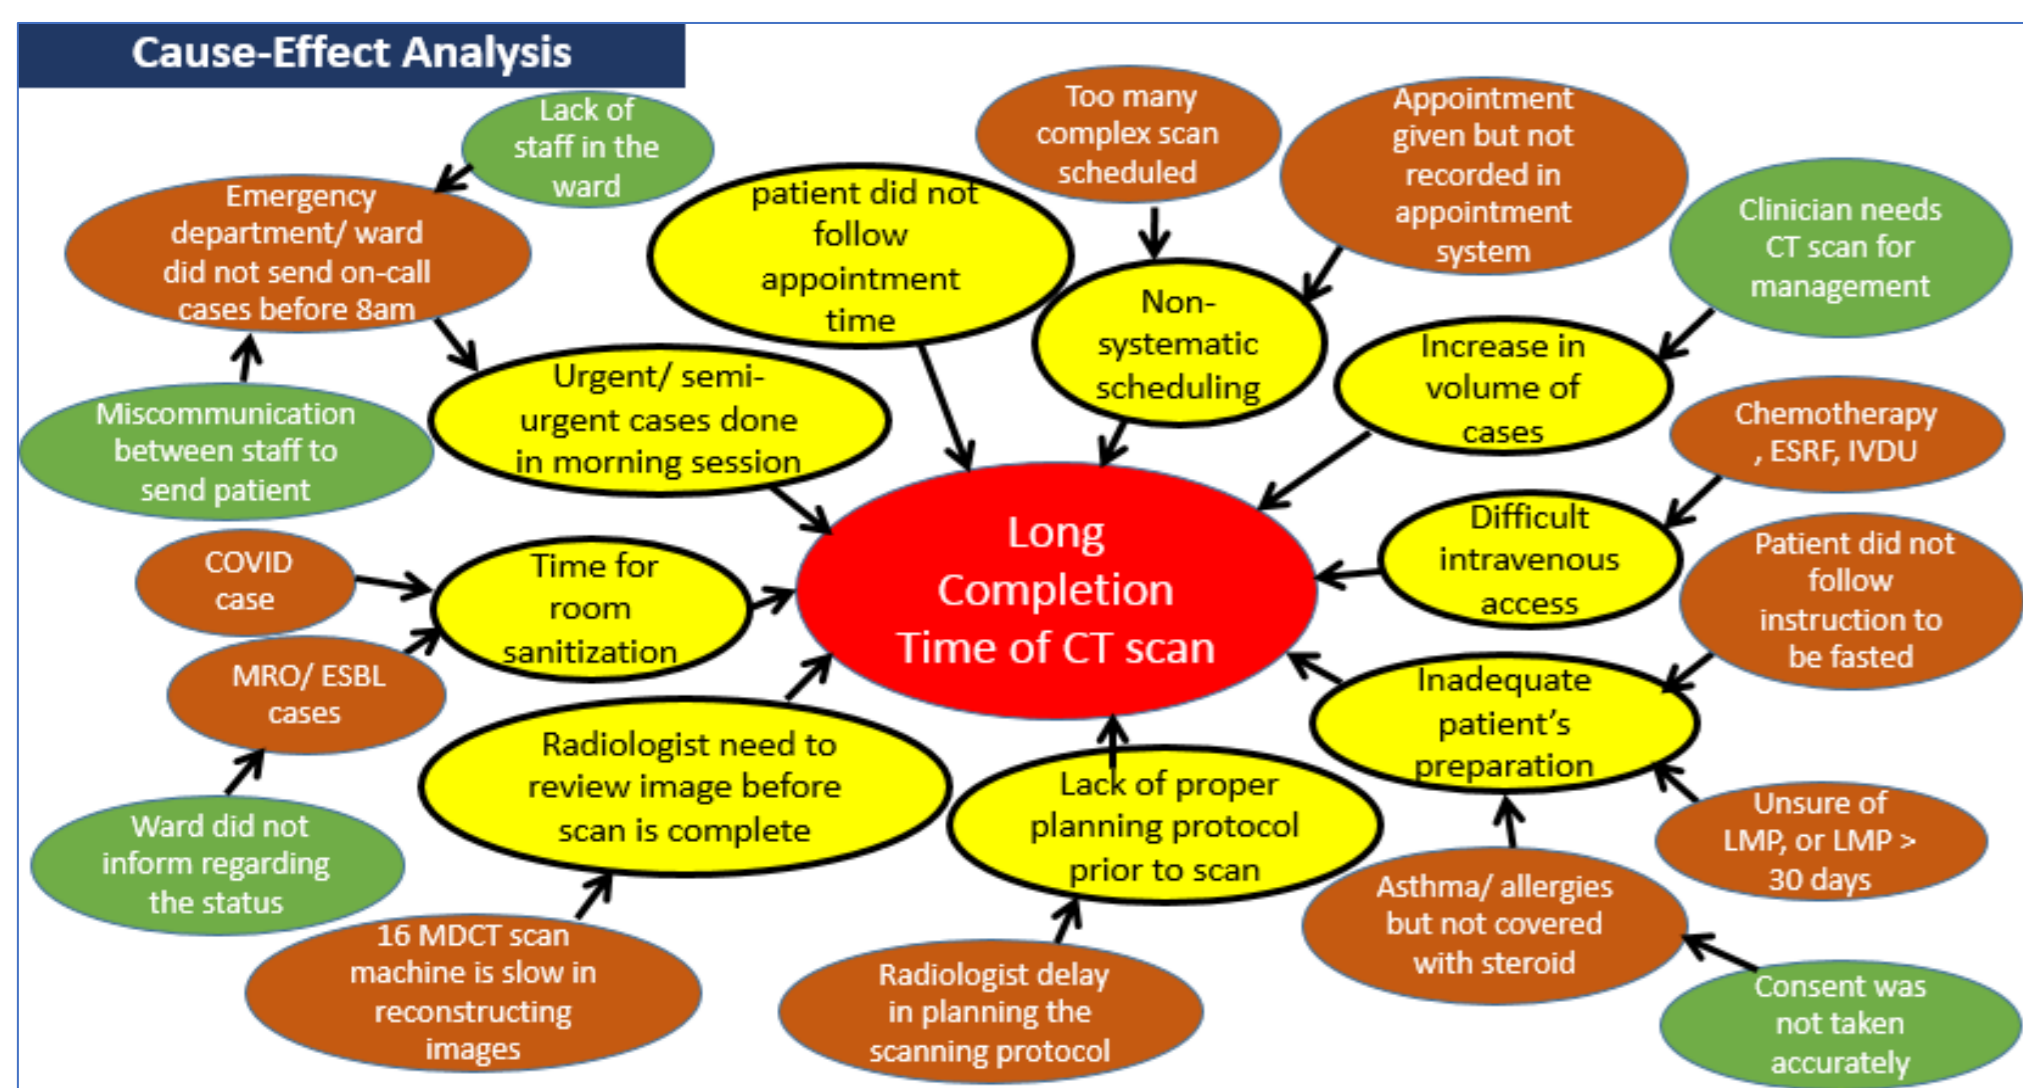 Cause-Effect Analysis
Lack of
staff in the
ward
Emergency
department/ ward
did not send on-call
cases before 8am
Miscommunication
between staff to
send patient
Urgent/ semi-
urgent cases done
in morning session
patient did not
follow
appointment
time
Too many
complex scan
scheduled
Appointment
given but not
recorded in
appointment
system
Non-
systematic
scheduling
Clinician needs
CT scan for
management
Increase in
volume of
cases
Chemotherapy
, ESRF, IVDU
Difficult
intravenous
access
Patient did not
follow
instruction to
be fasted
Long
Completion
Time of CT scan
COVID
case
Time for
room
sanitization
MRO/ ESBL
cases
Ward did not
inform regarding
the status
Radiologist need to
review image before
scan is complete
16 MDCT scan
machine is slow in
reconstructing
images
Lack of proper
planning protocol
prior to scan
Radiologist delay
in planning the
scanning protocol
Inadequate
patient’s
preparation
Unsure of
LMP, or LMP >
30 days
Asthma/ allergies
but not covered
with steroid
Consent was
not taken
accurately